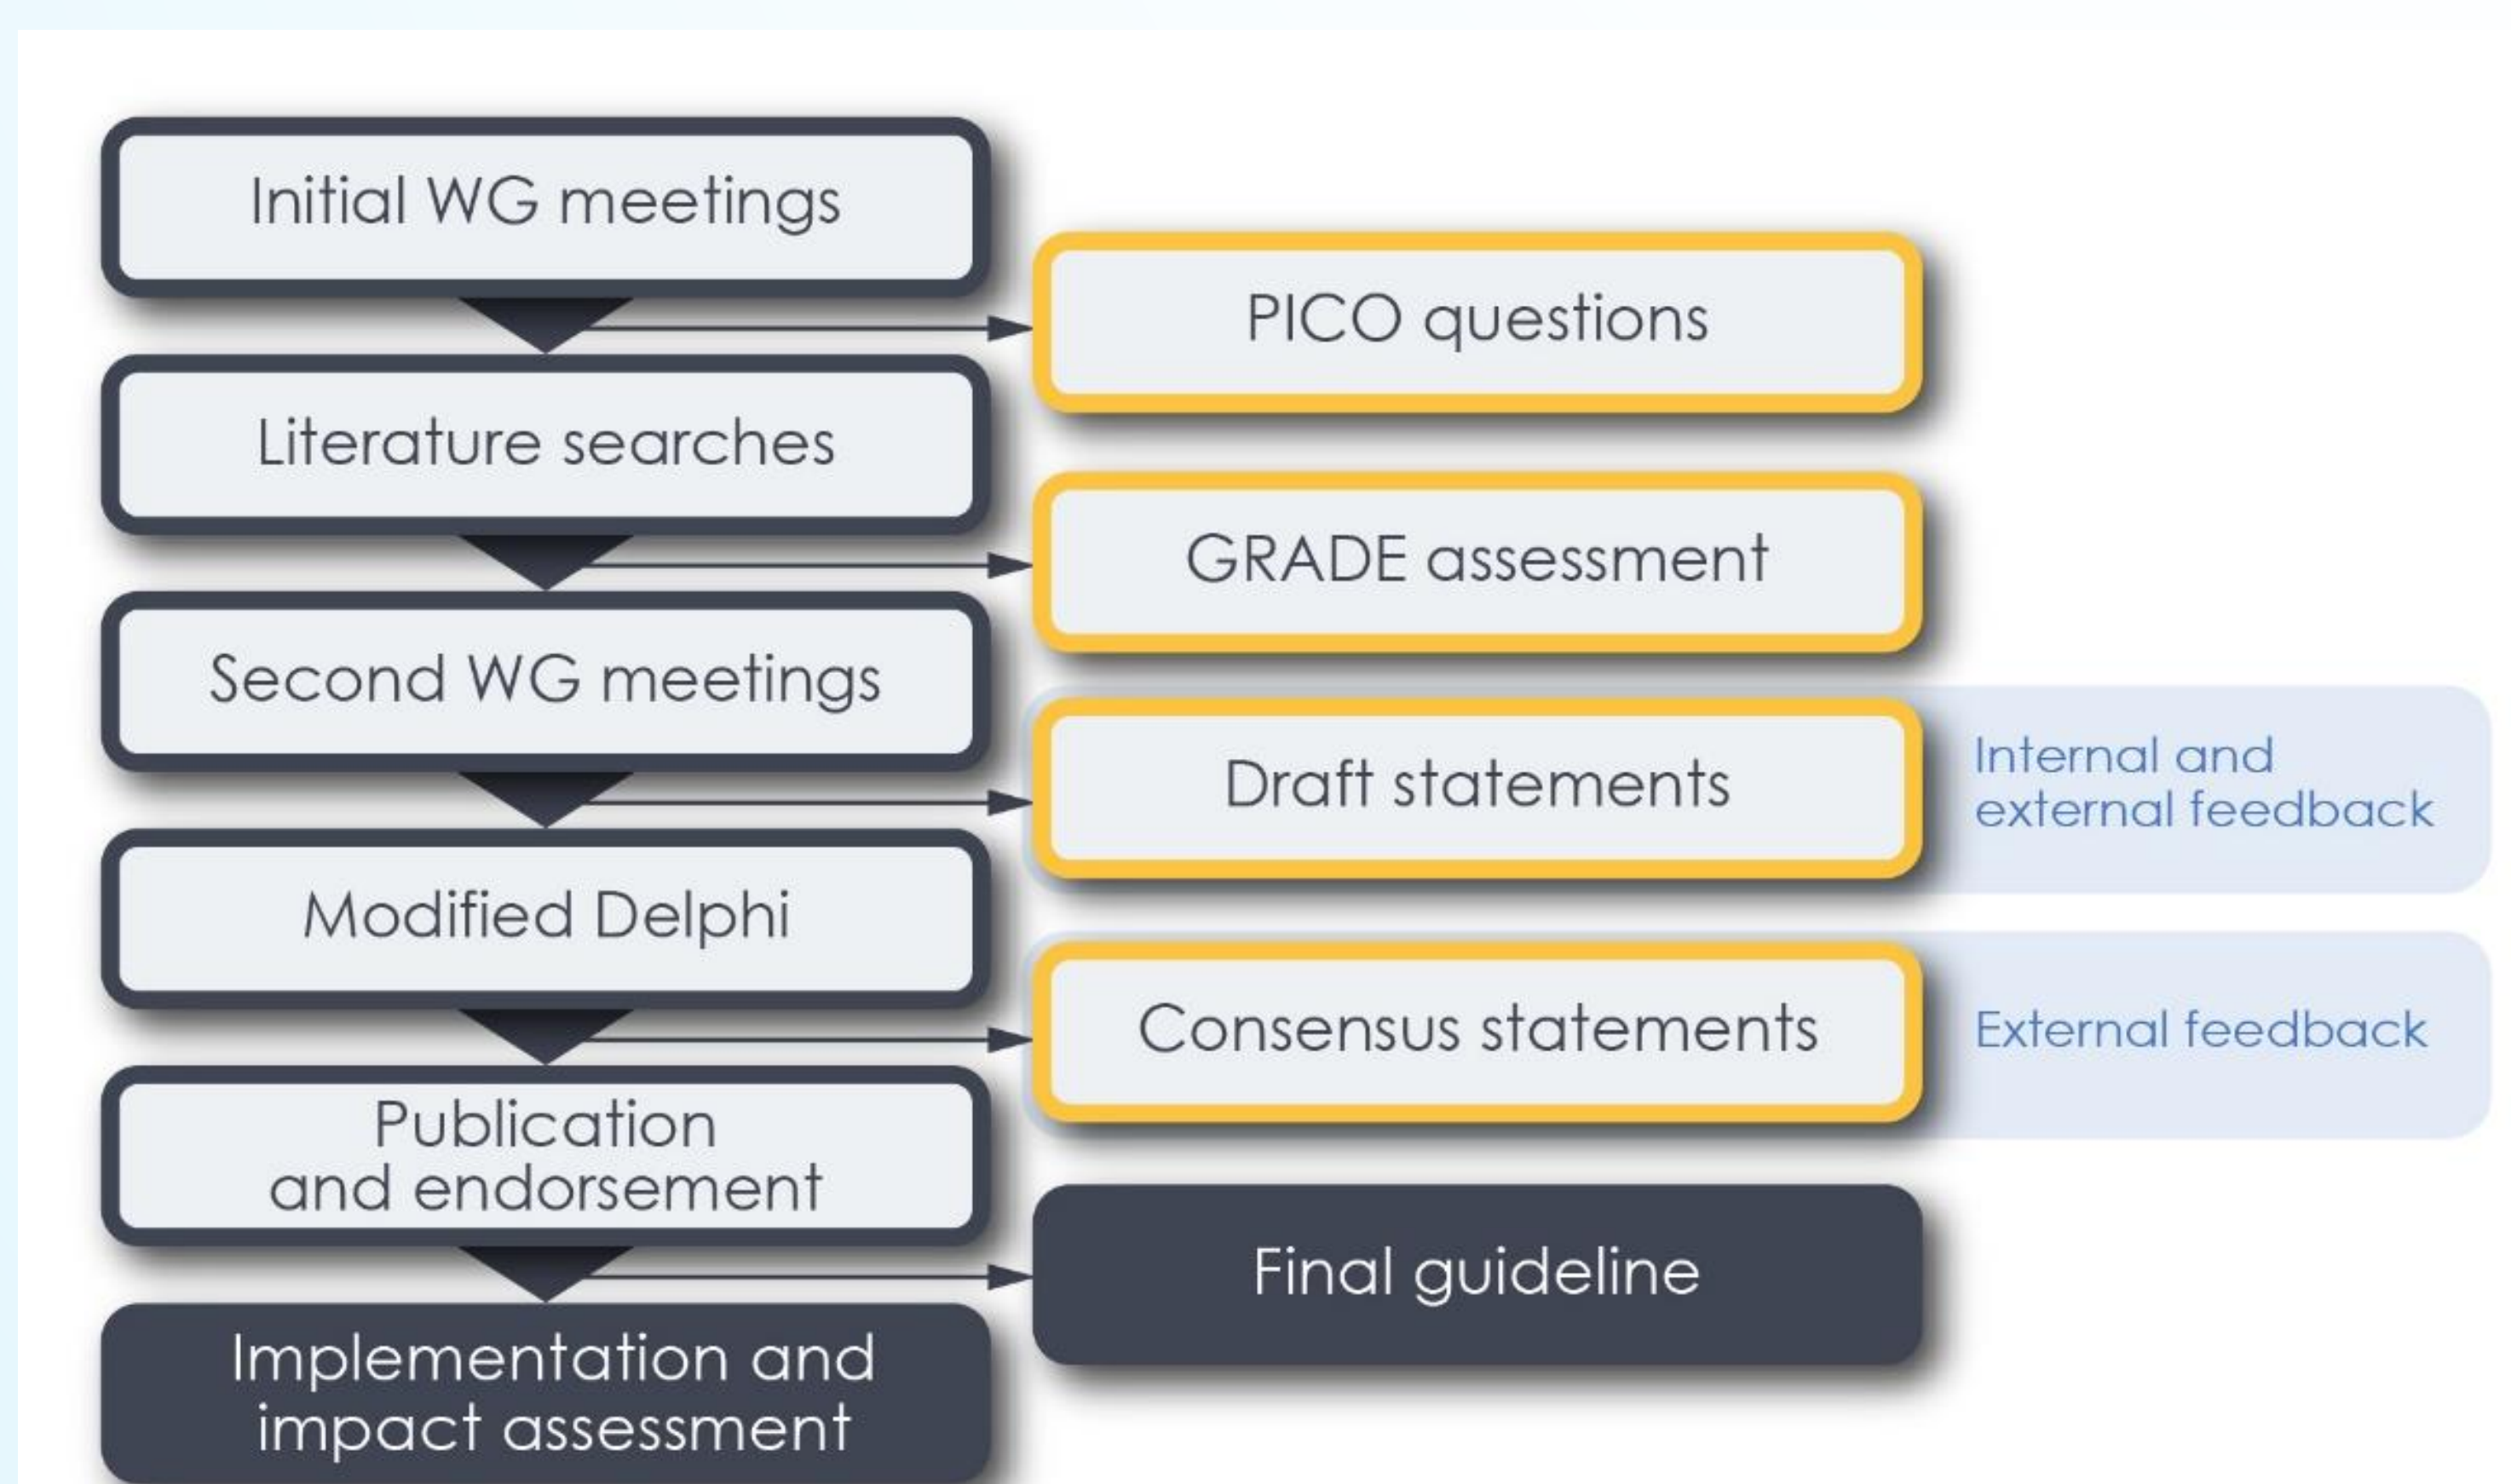 Initial WG meetings
PICO questions
Literature searches
GRADE assessment
Second WG meetings
Draft statements
Internal and
external feedback
Modified Delphi
Consensus statements
External feedback
Publication
and endorsement
Final guideline
Implementation and
impact assessment